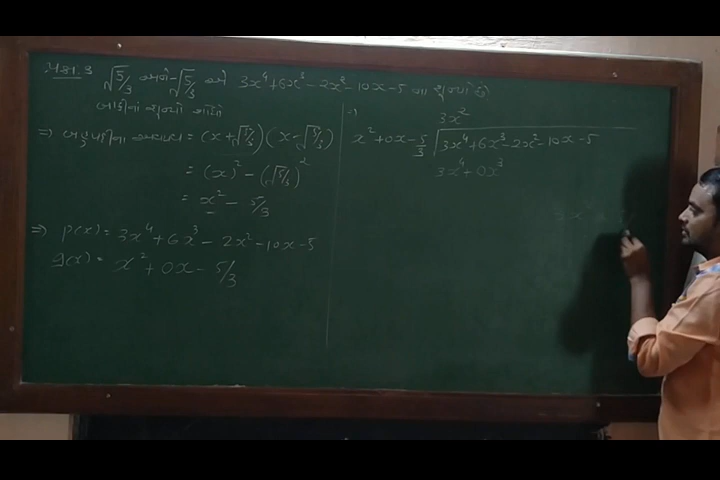 પ્રશ્ન. 3 √5/3 અને -√5/3 એ 3x⁴+6x³-2x²-10x-5 ના શૂન્યો છે
બાકીના શૂન્યો શોધો
⇒ બહુપદીના અવયવ = (x+√5/3)(x-√5/3)
= (x)² - (√5/3)²
= x² - 5/3
⇒ p(x) = 3x⁴+6x³-2x²-10x-5
g(x) = x²+0x-5/3
⇒ 3x²
x²+0x-5/3 √3x⁴+6x³-2x²-10x-5
3x⁴+0x³